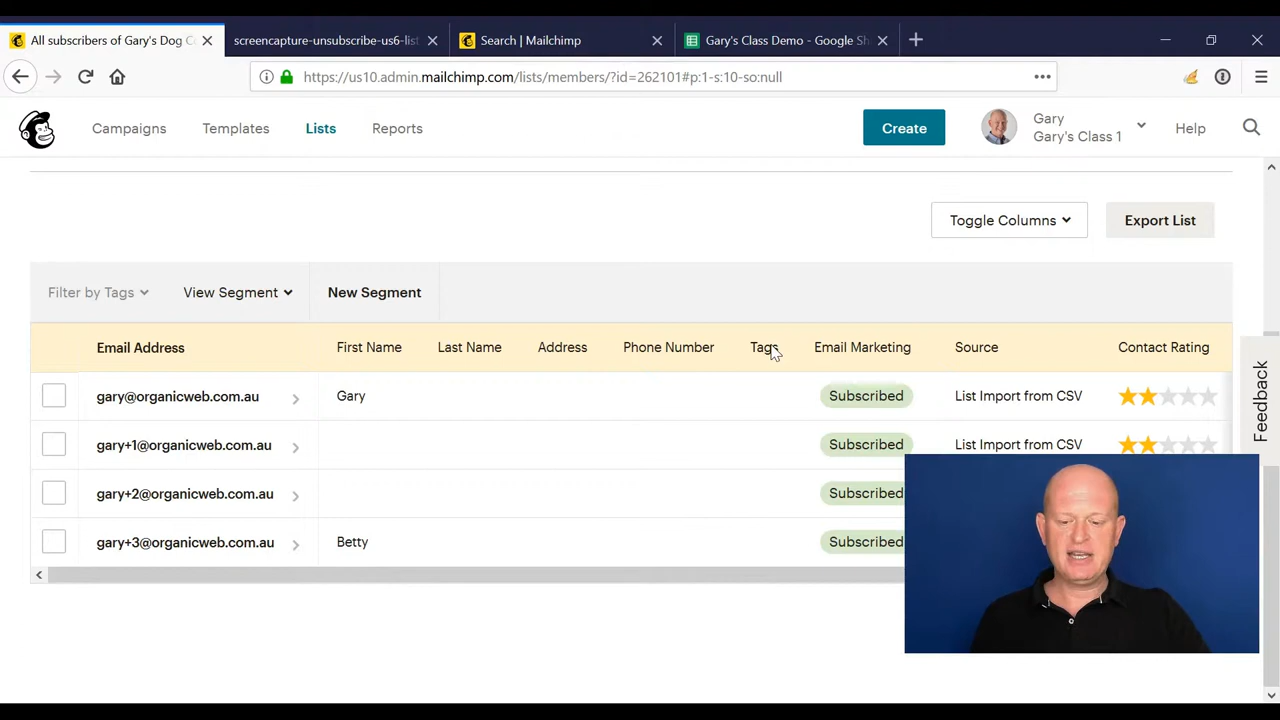 All subscribers of Gary's Dog C
screencapture-unsubscribe-us6-list
Search | Mailchimp
Gary's Class Demo - Google Sh
https://us10.admin.mailchimp.com/lists/members/?id=262101#p:1-s:10-so:null
Campaigns
Templates
Lists
Reports
Create
Gary
Gary's Class 1
Help
Toggle Columns
Export List
Filter by Tags
View Segment
New Segment
Email Address
First Name
Last Name
Address
Phone Number
Tags
Email Marketing
Source
Contact Rating
gary@organicweb.com.au
Gary
Subscribed
List Import from CSV
gary+1@organicweb.com.au
Subscribed
List Import from CSV
gary+2@organicweb.com.au
Subscribed
gary+3@organicweb.com.au
Betty
Subscribed
Feedback